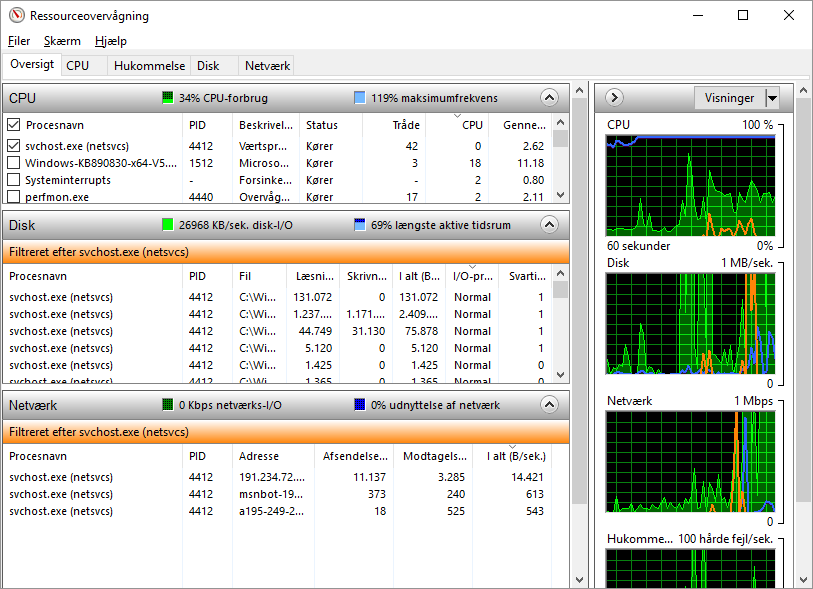 Ressourceovervågning
Filer Skærm Hjælp
Oversigt CPU Hukommelse Disk Netværk
CPU 34% CPU-forbrug 119% maksimumfrekvens
Procesnavn PID Beskrivel... Status Tråde CPU Genne...
svchost.exe (netsvcs) 4412 Værtspr... Kører 42 0 2.62
Windows-KB890830-x64-V5.... 1512 Microso... Kører 3 18 11.18
Systeminterrupts - Forsinke... Kører - 2 0.80
perfmon.exe 4440 Overvåg... Kører 17 2 2.11
Disk 26968 KB/sek. disk-I/O 69% længste aktive tidsrum
Filtreret efter svchost.exe (netsvcs)
Procesnavn PID Fil Læsni... Skrivn... I alt (B... I/O-pr... Svarti...
svchost.exe (netsvcs) 4412 C:\Wi... 131.072 0 131.072 Normal 1
svchost.exe (netsvcs) 4412 C:\Wi... 1.237.... 1.171.... 2.409.... Normal 1
svchost.exe (netsvcs) 4412 C:\Wi... 44.749 31.130 75.878 Normal 1
svchost.exe (netsvcs) 4412 C:\Wi... 5.120 0 5.120 Normal 1
svchost.exe (netsvcs) 4412 C:\Wi... 1.425 0 1.425 Normal 0
svchost.exe (netsvcs) 4412 C:\Wi... 1.365 0 1.365 Normal 0
Netværk 0 Kbps netværks-I/O 0% udnyttelse af netværk
Filtreret efter svchost.exe (netsvcs)
Procesnavn PID Adresse Afsendelse... Modtagels... I alt (B/sek.)
svchost.exe (netsvcs) 4412 191.234.72.... 11.137 3.285 14.421
svchost.exe (netsvcs) 4412 msnbot-19... 373 240 613
svchost.exe (netsvcs) 4412 a195-249-2... 18 525 543
Visninger
CPU 100 %
60 sekunder 0%
Disk 1 MB/sek.
0
Netværk 1 Mbps
0
Hukomme... 100 hårde fejl/sek.